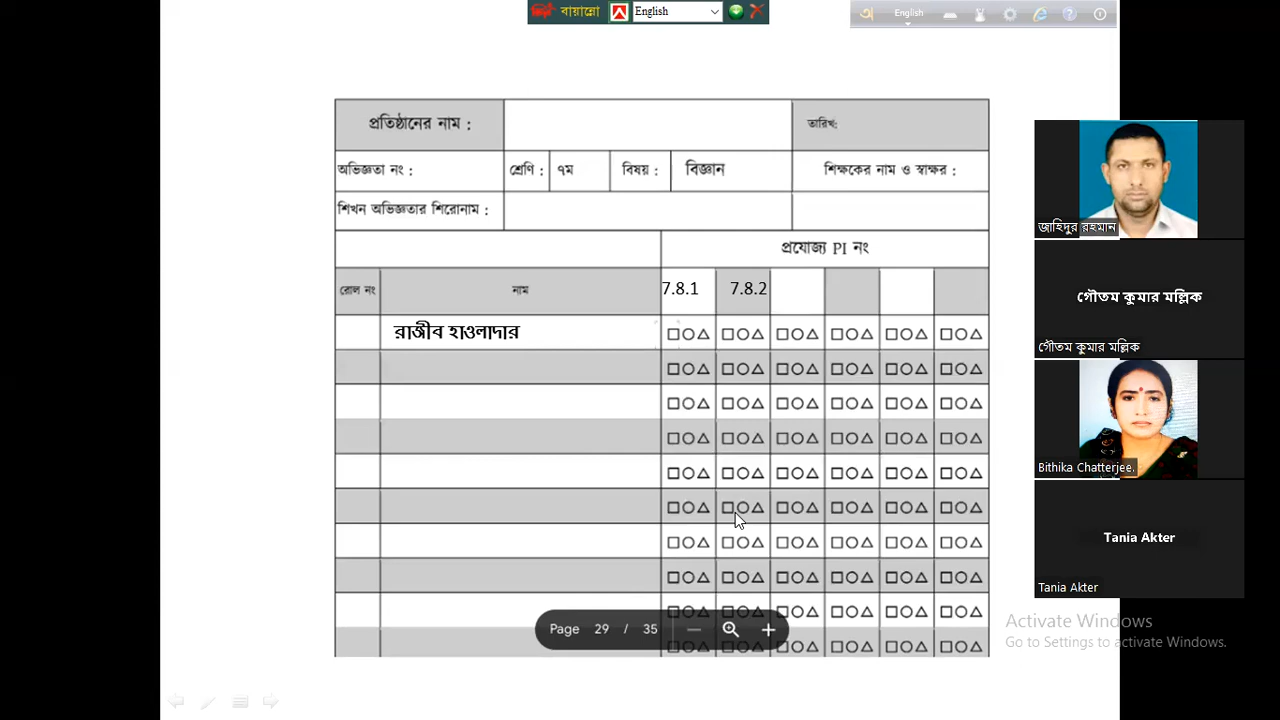 বায়ান্নো English
অ English
প্রতিষ্ঠানের নাম : তারিখ:
অভিজ্ঞতা নং : শ্রেণি : ৭ম বিষয় : বিজ্ঞান শিক্ষকের নাম ও স্বাক্ষর :
শিখন অভিজ্ঞতার শিরোনাম :
প্রযোজ্য PI নং
রোল নং নাম 7.8.1 7.8.2
রাজীব হাওলাদার
Page 29 / 35
জাহিদুর রহমান
গৌতম কুমার মল্লিক
গৌতম কুমার মল্লিক
Bithika Chatterjee.
Tania Akter
Tania Akter
Activate Windows
Go to Settings to activate Windows.